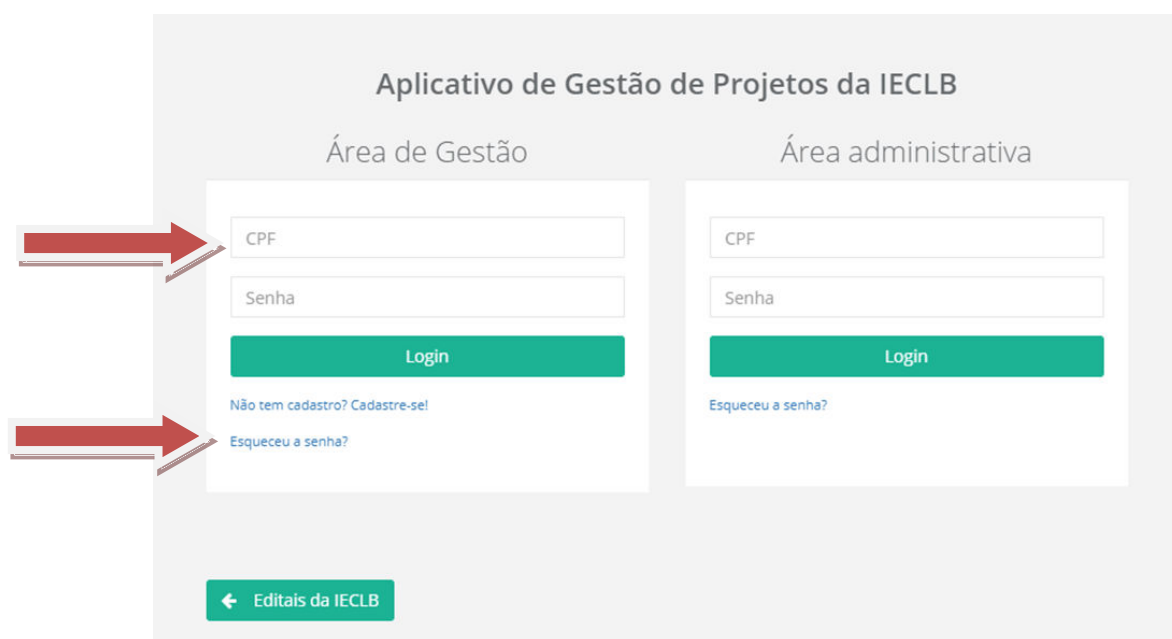 Aplicativo de Gestão de Projetos da IECLB
Área de Gestão
CPF
Senha
Login
Não tem cadastro? Cadastre-se!
Esqueceu a senha?
Área administrativa
CPF
Senha
Login
Esqueceu a senha?
Editais da IECLB